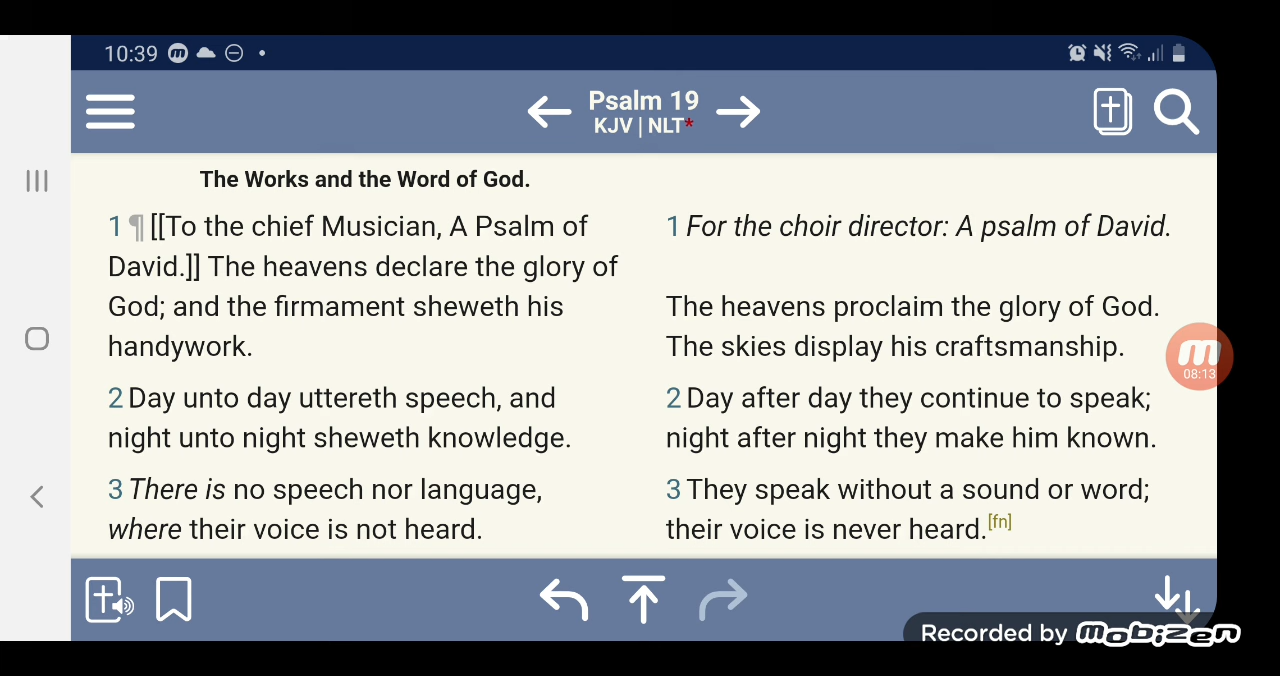 10:39
Psalm 19
KJV | NLT*
The Works and the Word of God.
1 ¶ [[To the chief Musician, A Psalm of
David.]] The heavens declare the glory of
God; and the firmament sheweth his
handywork.
2 Day unto day uttereth speech, and
night unto night sheweth knowledge.
3 There is no speech nor language,
where their voice is not heard.
1 For the choir director: A psalm of David.
The heavens proclaim the glory of God.
The skies display his craftsmanship.
2 Day after day they continue to speak;
night after night they make him known.
3 They speak without a sound or word;
their voice is never heard.[fn]
m
08:13
Recorded by mobizen